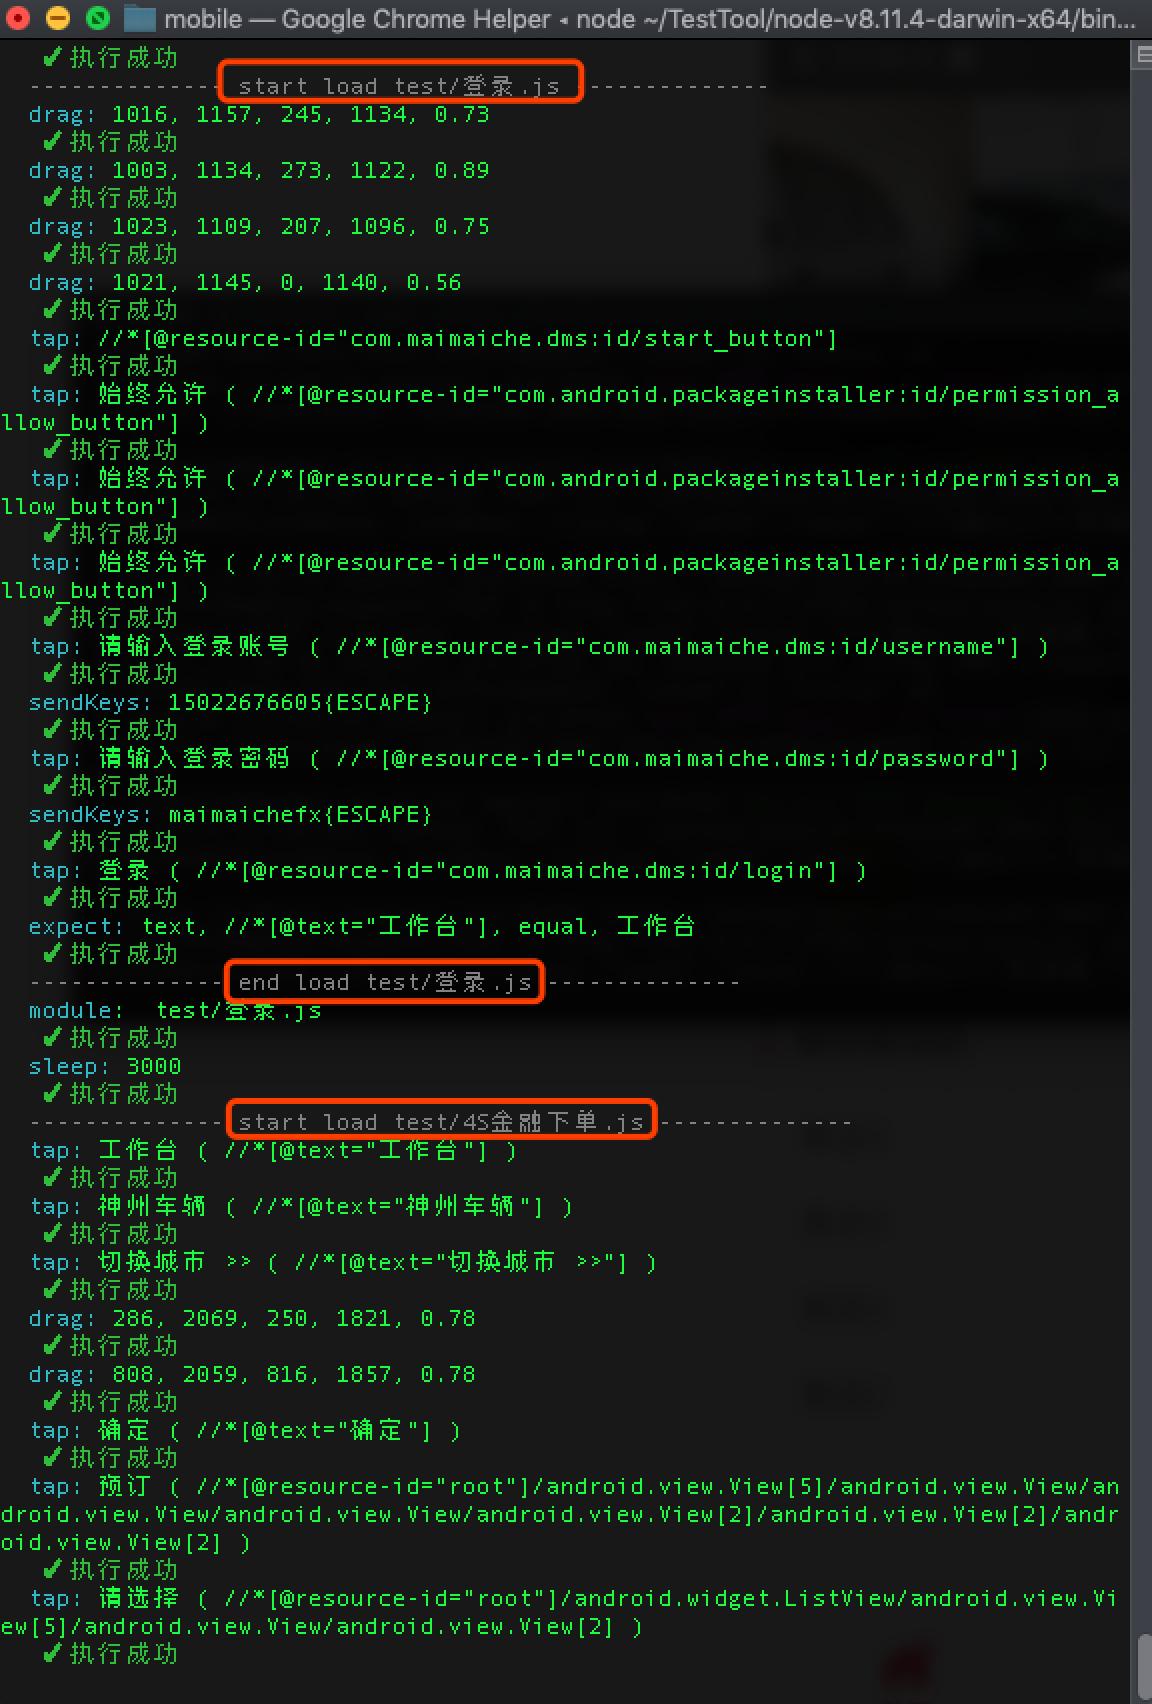 mobile — Google Chrome Helper ◂ node ~/TestTool/node-v8.11.4-darwin-x64/bin...
✔ 执行成功
-------------- start load test/登录.js --------------
drag: 1016, 1157, 245, 1134, 0.73
✔ 执行成功
drag: 1003, 1134, 273, 1122, 0.89
✔ 执行成功
drag: 1023, 1109, 207, 1096, 0.75
✔ 执行成功
drag: 1021, 1145, 0, 1140, 0.56
✔ 执行成功
tap: //*[@resource-id="com.maimaiche.dms:id/start_button"]
✔ 执行成功
tap: 始终允许 ( //*[@resource-id="com.android.packageinstaller:id/permission_a
llow_button"] )
✔ 执行成功
tap: 始终允许 ( //*[@resource-id="com.android.packageinstaller:id/permission_a
llow_button"] )
✔ 执行成功
tap: 始终允许 ( //*[@resource-id="com.android.packageinstaller:id/permission_a
llow_button"] )
✔ 执行成功
tap: 请输入登录账号 ( //*[@resource-id="com.maimaiche.dms:id/username"] )
✔ 执行成功
sendKeys: 15022676605{ESCAPE}
✔ 执行成功
tap: 请输入登录密码 ( //*[@resource-id="com.maimaiche.dms:id/password"] )
✔ 执行成功
sendKeys: maimaichefx{ESCAPE}
✔ 执行成功
tap: 登录 ( //*[@resource-id="com.maimaiche.dms:id/login"] )
✔ 执行成功
expect: text, //*[@text="工作台"], equal, 工作台
✔ 执行成功
-------------- end load test/登录.js --------------
module:  test/登录.js
✔ 执行成功
sleep: 3000
✔ 执行成功
-------------- start load test/4S金融下单.js --------------
tap: 工作台 ( //*[@text="工作台"] )
✔ 执行成功
tap: 神州车辆 ( //*[@text="神州车辆"] )
✔ 执行成功
tap: 切换城市 >> ( //*[@text="切换城市 >>"] )
✔ 执行成功
drag: 286, 2069, 250, 1821, 0.78
✔ 执行成功
drag: 808, 2059, 816, 1857, 0.78
✔ 执行成功
tap: 确定 ( //*[@text="确定"] )
✔ 执行成功
tap: 预订 ( //*[@resource-id="root"]/android.view.View[5]/android.view.View/an
droid.view.View/android.view.View/android.view.View[2]/android.view.View[2]/andr
oid.view.View[2] )
✔ 执行成功
tap: 请选择 ( //*[@resource-id="root"]/android.widget.ListView/android.view.Vi
ew[5]/android.view.View/android.view.View[2] )
✔ 执行成功